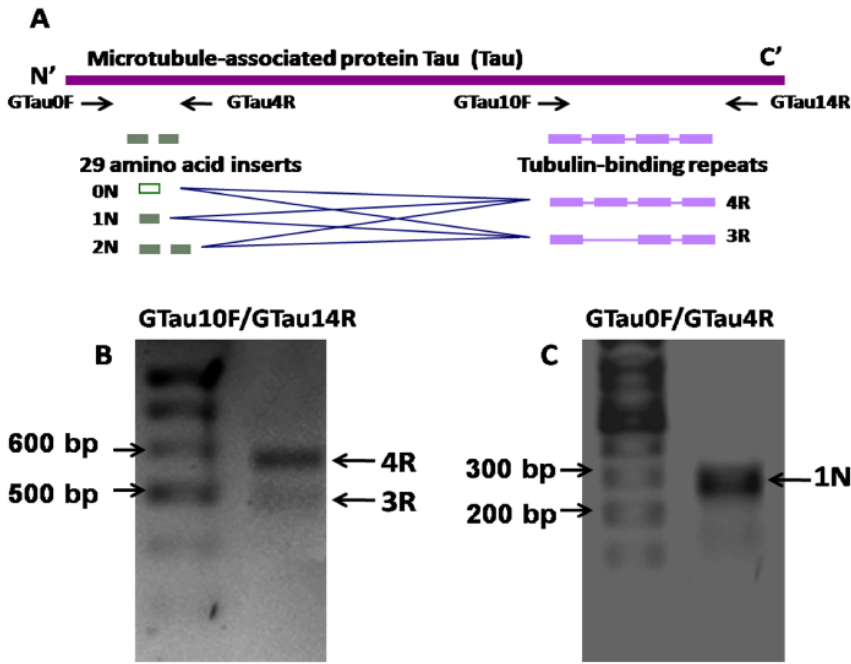 A
Microtubule-associated protein Tau (Tau)
N’ C’
GTau0F GTau4R GTau10F GTau14R
29 amino acid inserts Tubulin-binding repeats
0N
4R
1N
3R
2N
GTau10F/GTau14R GTau0F/GTau4R
B C
600 bp
4R
300 bp
1N
500 bp
3R
200 bp